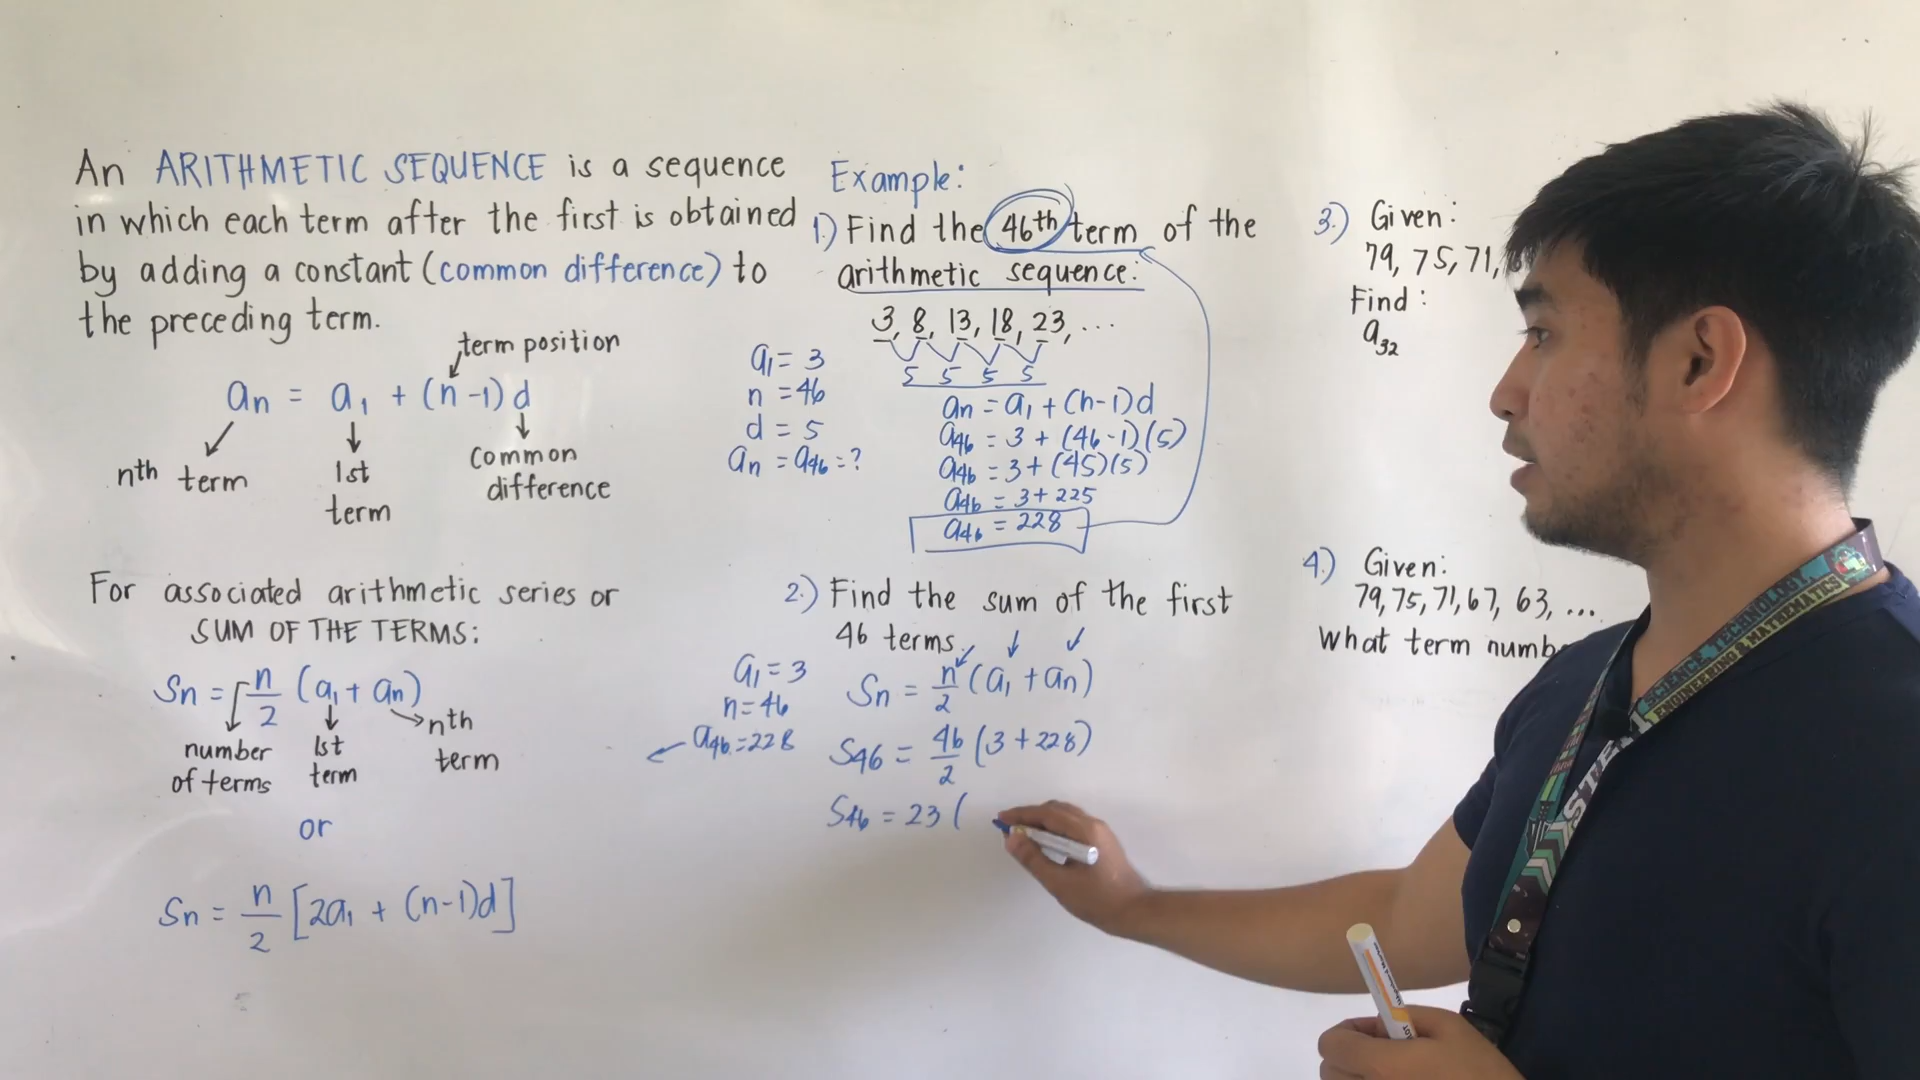 An ARITHMETIC SEQUENCE is a sequence
in which each term after the first is obtained
by adding a constant (common difference) to
the preceding term.
term position
an = a1 + (n-1)d
nth term
1st term
common difference
For associated arithmetic series or
SUM OF THE TERMS:
Sn = n/2 (a1 + an)
number of terms
1st term
nth term
or
Sn = n/2 [2a1 + (n-1)d]
Example:
1.) Find the 46th term of the
arithmetic sequence:
3, 8, 13, 18, 23, ...
5 5 5 5
a1 = 3
n = 46
d = 5
an = a46 = ?
an = a1 + (n-1)d
a46 = 3 + (46-1)(5)
a46 = 3 + (45)(5)
a46 = 3 + 225
a46 = 228
2.) Find the sum of the first
46 terms.
a1 = 3
n = 46
a46 = 228
Sn = n/2 (a1 + an)
S46 = 46/2 (3 + 228)
S46 = 23 (
3.) Given:
79, 75, 71,
Find:
a32
4.) Given:
79, 75, 71, 67, 63, ...
What term numb
SCIENCE, TECHNOLOGY,
ENGINEERING & MATHEMATICS
STEM